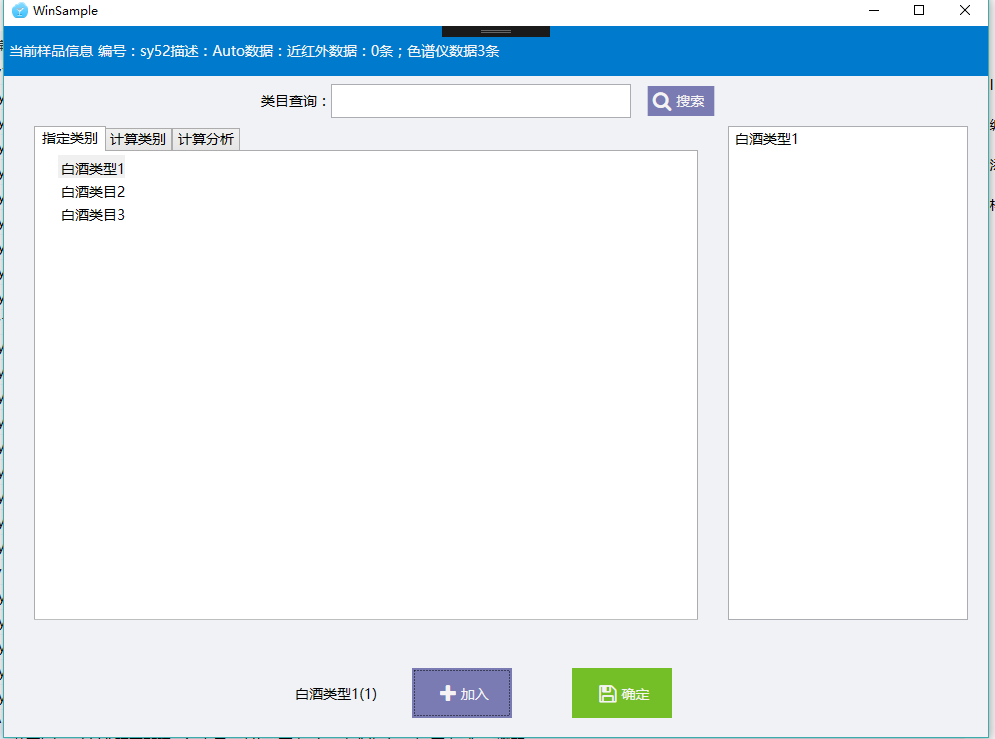 WinSample
当前样品信息 编号：sy52描述：Auto数据：近红外数据：0条；色谱仪数据3条
类目查询：
搜索
指定类别 计算类别 计算分析
白酒类型1
白酒类目2
白酒类目3
白酒类型1
白酒类型1(1)
加入
确定